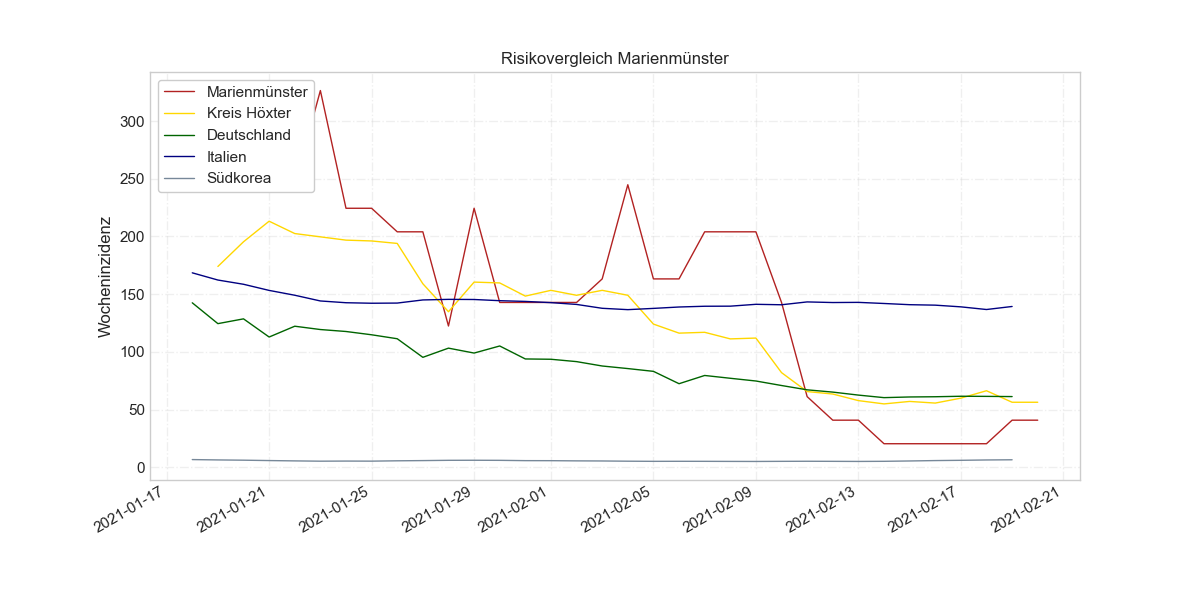 Risikovergleich Marienmünster
Marienmünster
Kreis Höxter
Deutschland
Italien
Südkorea
Wocheninzidenz
300
250
200
150
100
50
0
2021-01-17
2021-01-21
2021-01-25
2021-01-29
2021-02-01
2021-02-05
2021-02-09
2021-02-13
2021-02-17
2021-02-21